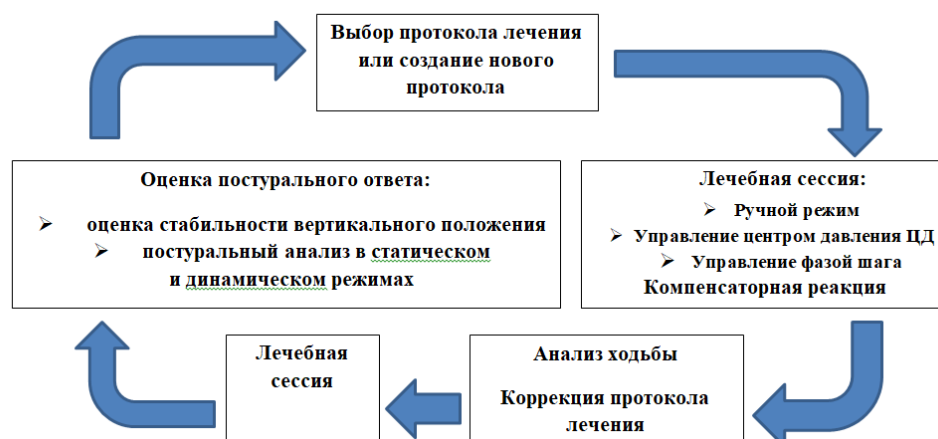 Выбор протокола лечения
или создание нового
протокола
Оценка постурального ответа:
➢ оценка стабильности вертикального положения
➢ постуральный анализ в статическом
и динамическом режимах
Лечебная сессия:
➢ Ручной режим
➢ Управление центром давления ЦД
➢ Управление фазой шага
Компенсаторная реакция
Лечебная
сессия
Анализ ходьбы
Коррекция протокола
лечения